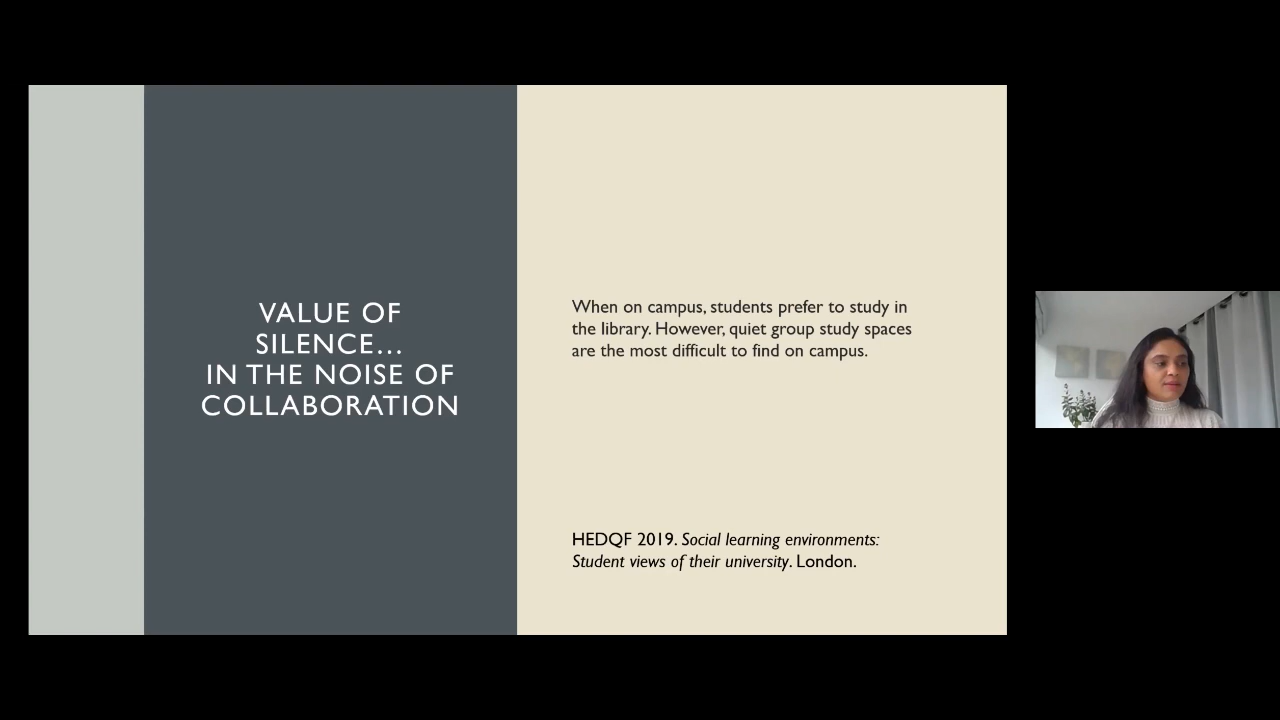 VALUE OF
SILENCE...
IN THE NOISE OF
COLLABORATION
When on campus, students prefer to study in
the library. However, quiet group study spaces
are the most difficult to find on campus.
HEDQF 2019. Social learning environments:
Student views of their university. London.